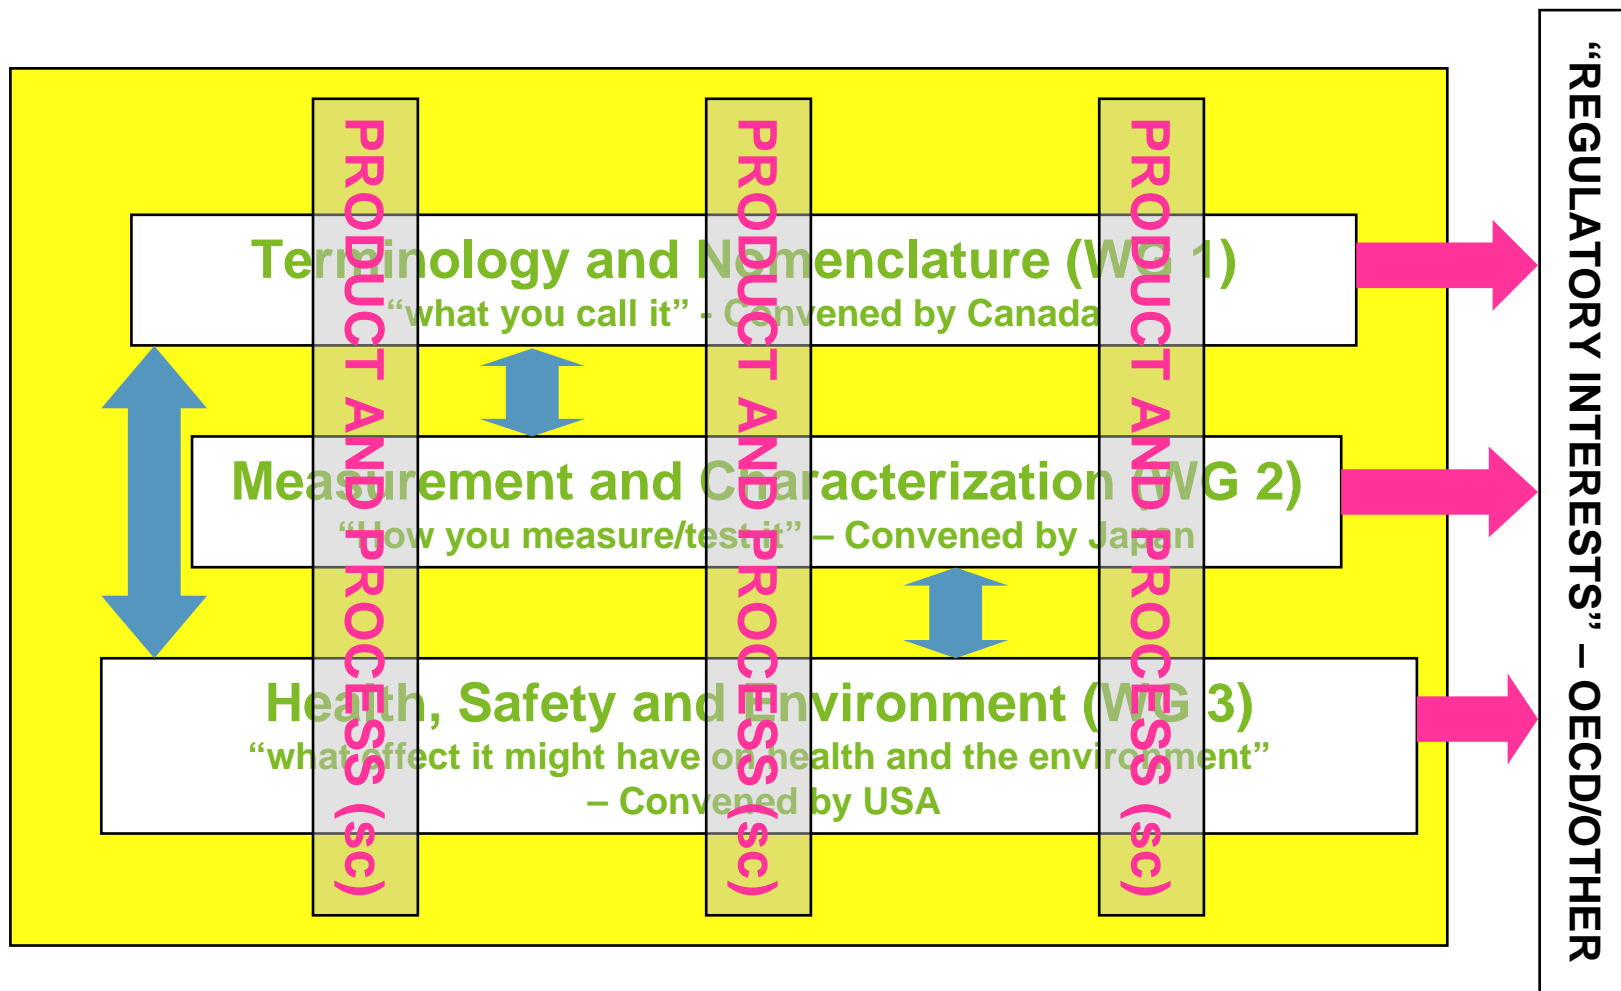 Terminology and Nomenclature (WG 1)
“what you call it” - Convened by Canada
Measurement and Characterization (WG 2)
“How you measure/test it” – Convened by Japan
Health, Safety and Environment (WG 3)
“what effect it might have on health and the environment”
– Convened by USA
PRODUCT AND PROCESS (sc)
PRODUCT AND PROCESS (sc)
PRODUCT AND PROCESS (sc)
“REGULATORY INTERESTS” – OECD/OTHER